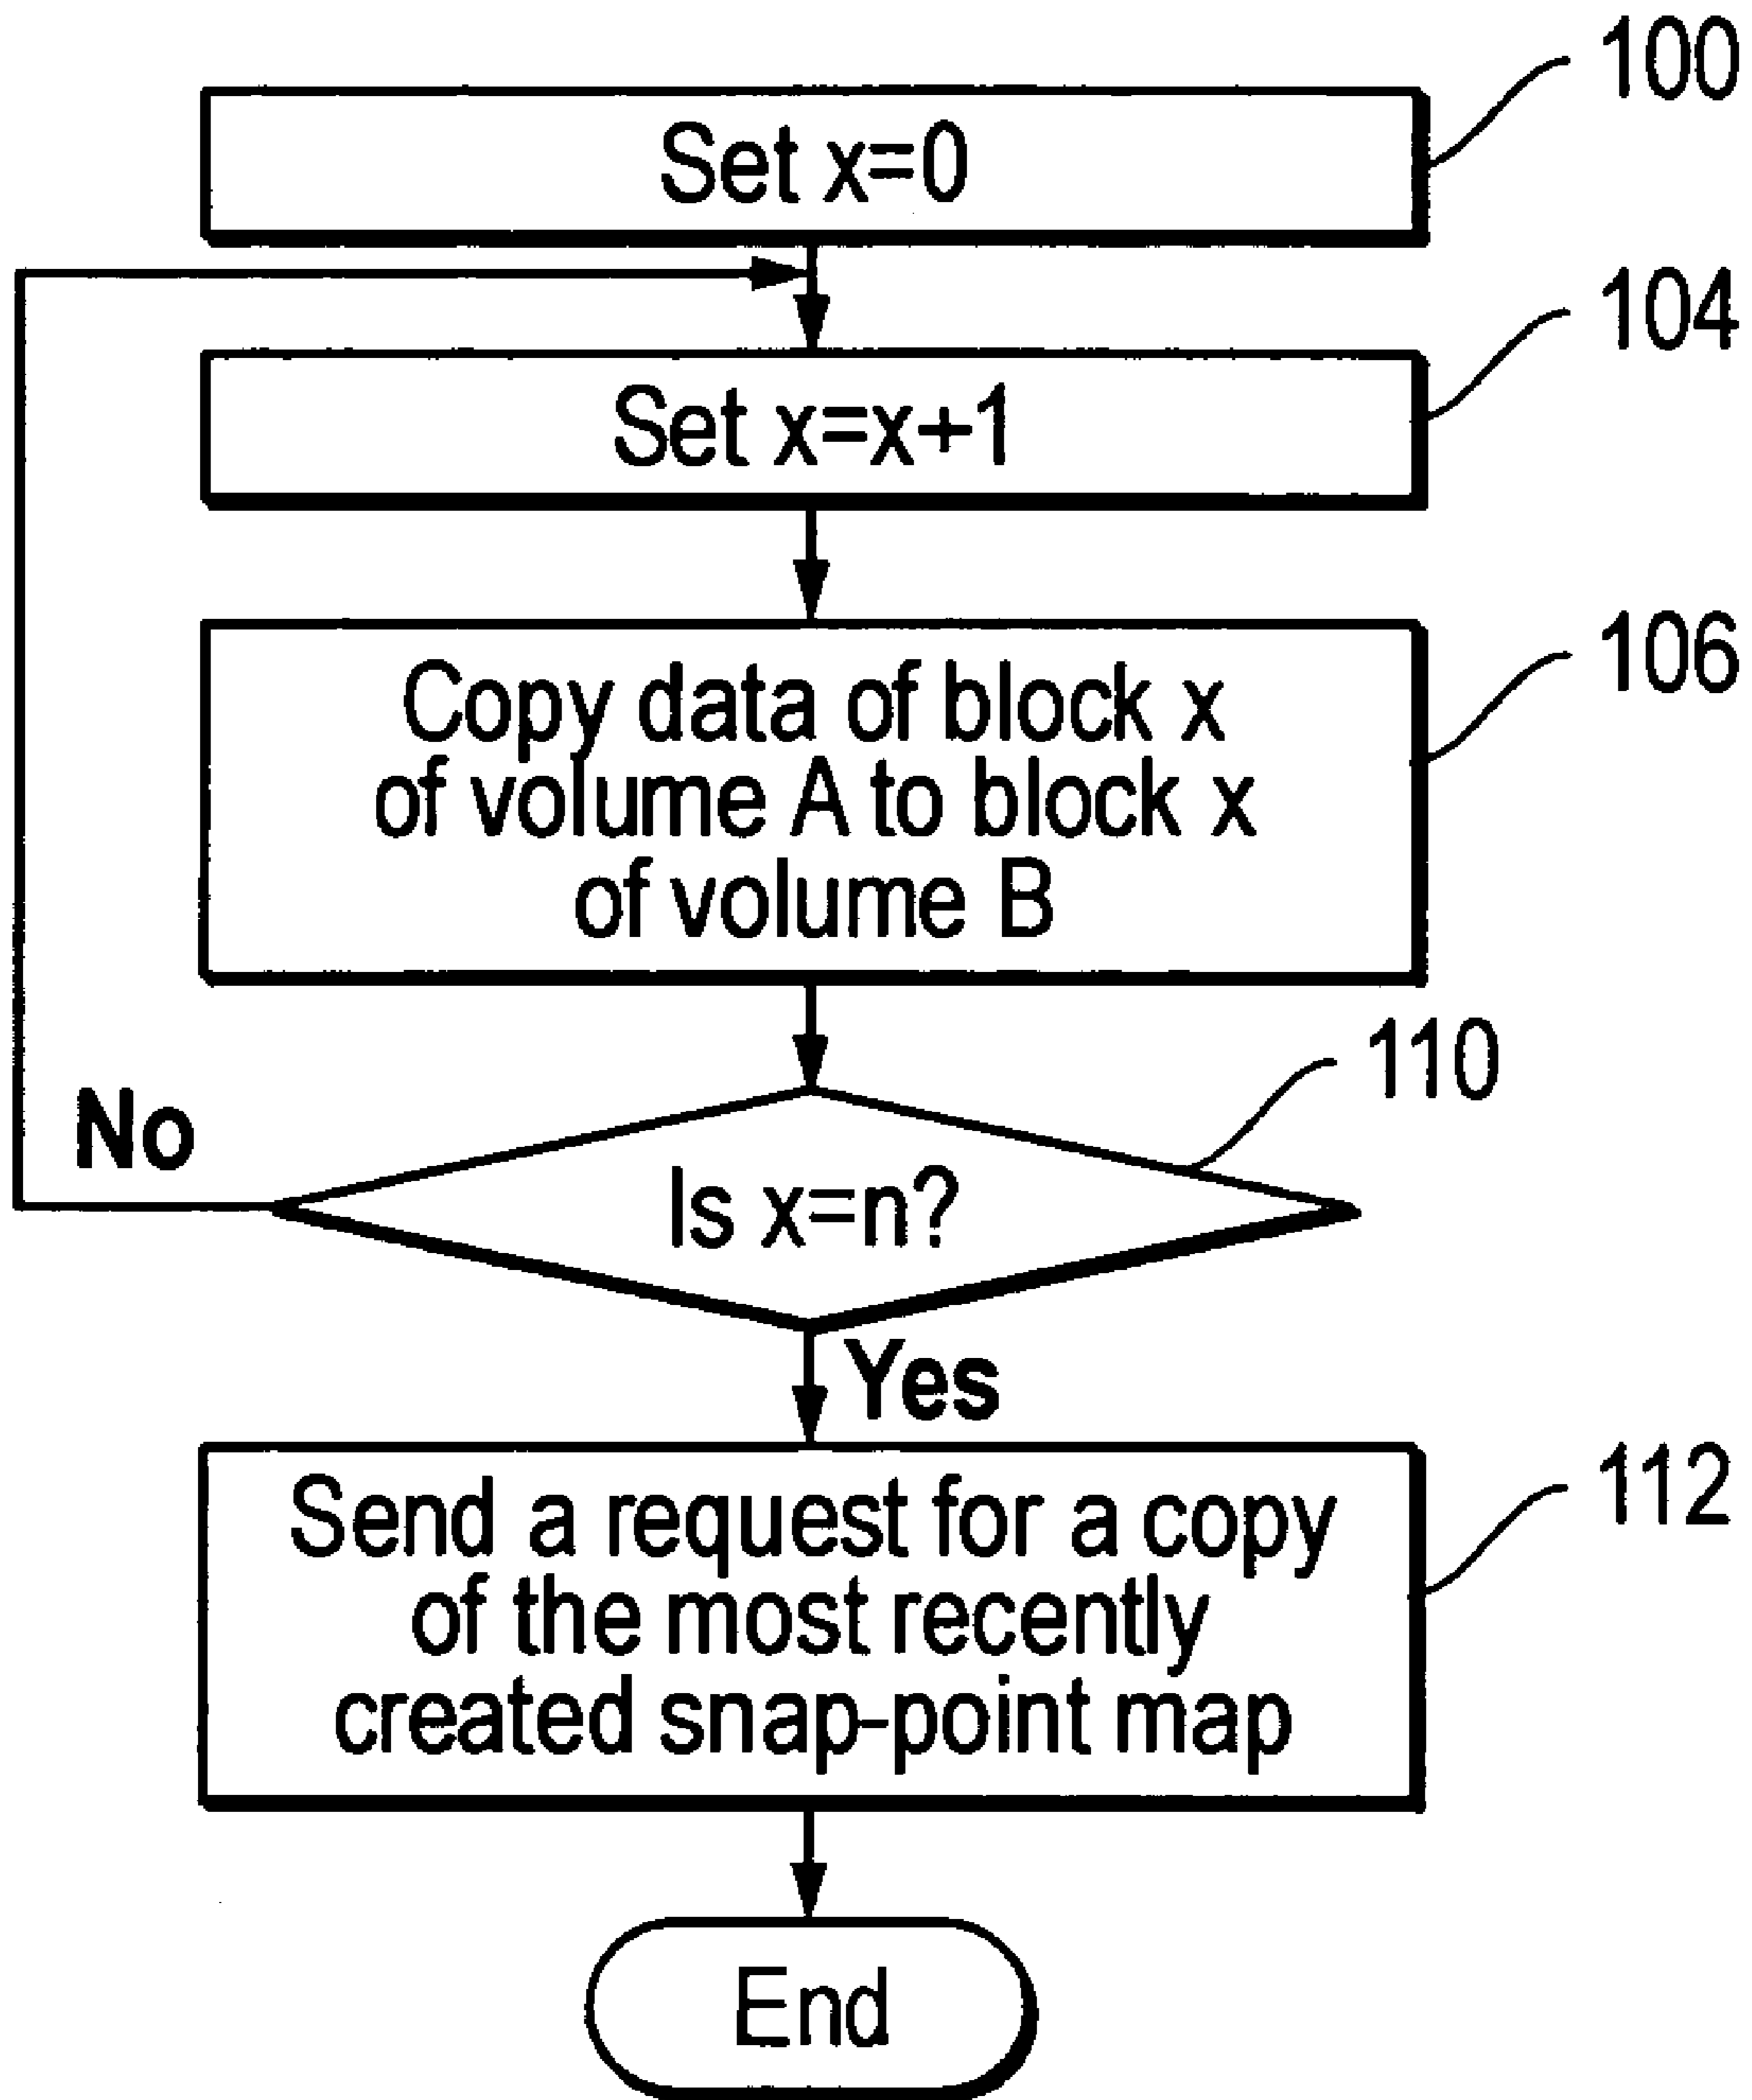 100
Set x=0
104
Set x=x+1
106
Copy data of block x
of volume A to block x
of volume B
110
No
Is x=n?
Yes
112
Send a request for a copy
of the most recently
created snap-point map
End